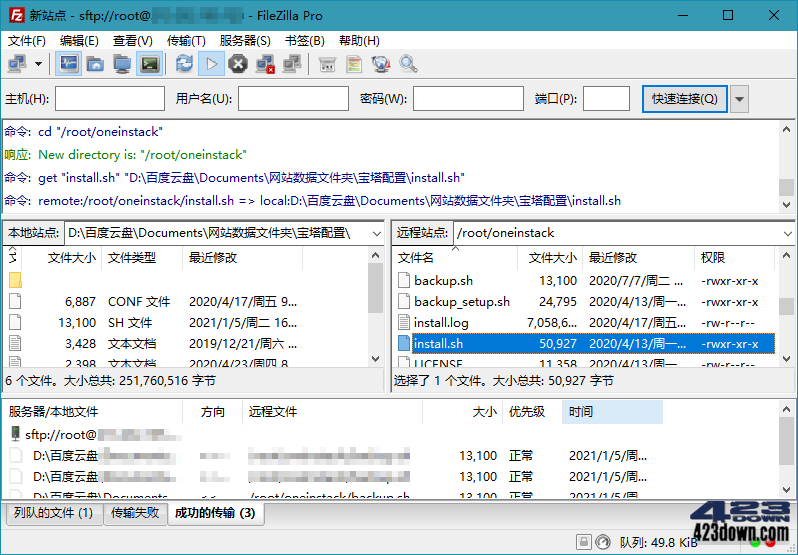 新站点 - sftp://root@ - FileZilla Pro
文件(F) 编辑(E) 查看(V) 传输(T) 服务器(S) 书签(B) 帮助(H)
主机(H): 用户名(U): 密码(W): 端口(P): 快速连接(Q)
命令: cd "/root/oneinstack"
响应: New directory is: "/root/oneinstack"
命令: get "install.sh" "D:\百度云盘\Documents\网站数据文件夹\宝塔配置\install.sh"
命令: remote:/root/oneinstack/install.sh => local:D:\百度云盘\Documents\网站数据文件夹\宝塔配置\install.sh
本地站点: D:\百度云盘\Documents\网站数据文件夹\宝塔配置\
文件大小 文件类型 最近修改
6,887 CONF 文件 2020/4/17/周五 9...
13,100 SH 文件 2021/1/5/周二 16...
3,428 文本文档 2019/12/21/周六 ...
2,398 文本文档 2020/4/23/周四 8
6 个文件。大小总共: 251,760,516 字节
远程站点: /root/oneinstack
文件名 文件大小 最近修改 权限
backup.sh 13,100 2020/7/7/周二 ... -rwxr-xr-x
backup_setup.sh 24,795 2020/4/13/周一... -rwxr-xr-x
install.log 7,058,6... 2020/4/17/周五... -rw-r--r--
install.sh 50,927 2020/4/13/周一... -rwxr-xr-x
LICENSE 11,358 2020/4/13/周一... -rw-r--r--
选择了 1 个文件。大小总共: 50,927 字节
服务器/本地文件 方向 远程文件 大小 优先级 时间
sftp://root@
D:\百度云盘\Documents 13,100 正常 2021/1/5/周...
D:\百度云盘 13,100 正常 2021/1/5/周...
D:\百度云盘\Documents... << /root/oneinstack/backup.sh 13,100 正常 2021/1/5/周...
列队的文件 (1) 传输失败 成功的传输 (3)
队列: 49.8 KiB
423
DOWN
423down.com